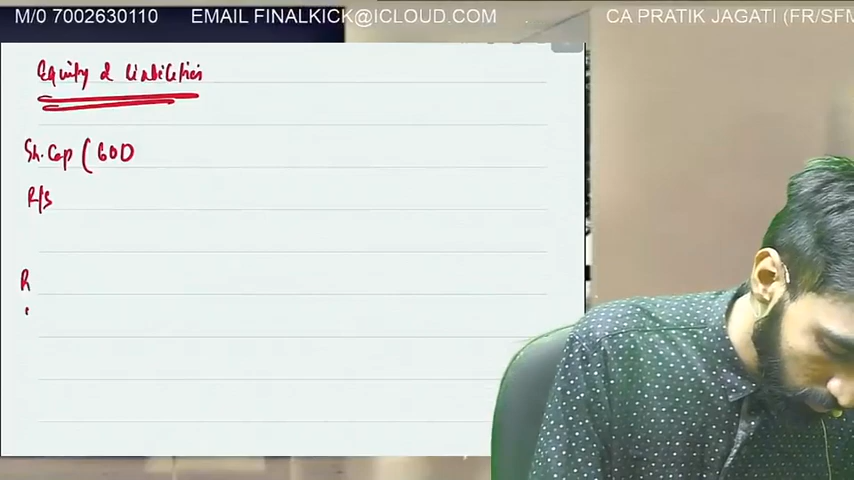 M/0 7002630110 EMAIL FINALKICK@ICLOUD.COM CA PRATIK JAGATI (FR/SFM
Equity & Liabilities
Sh. Cap (600
R/S
R